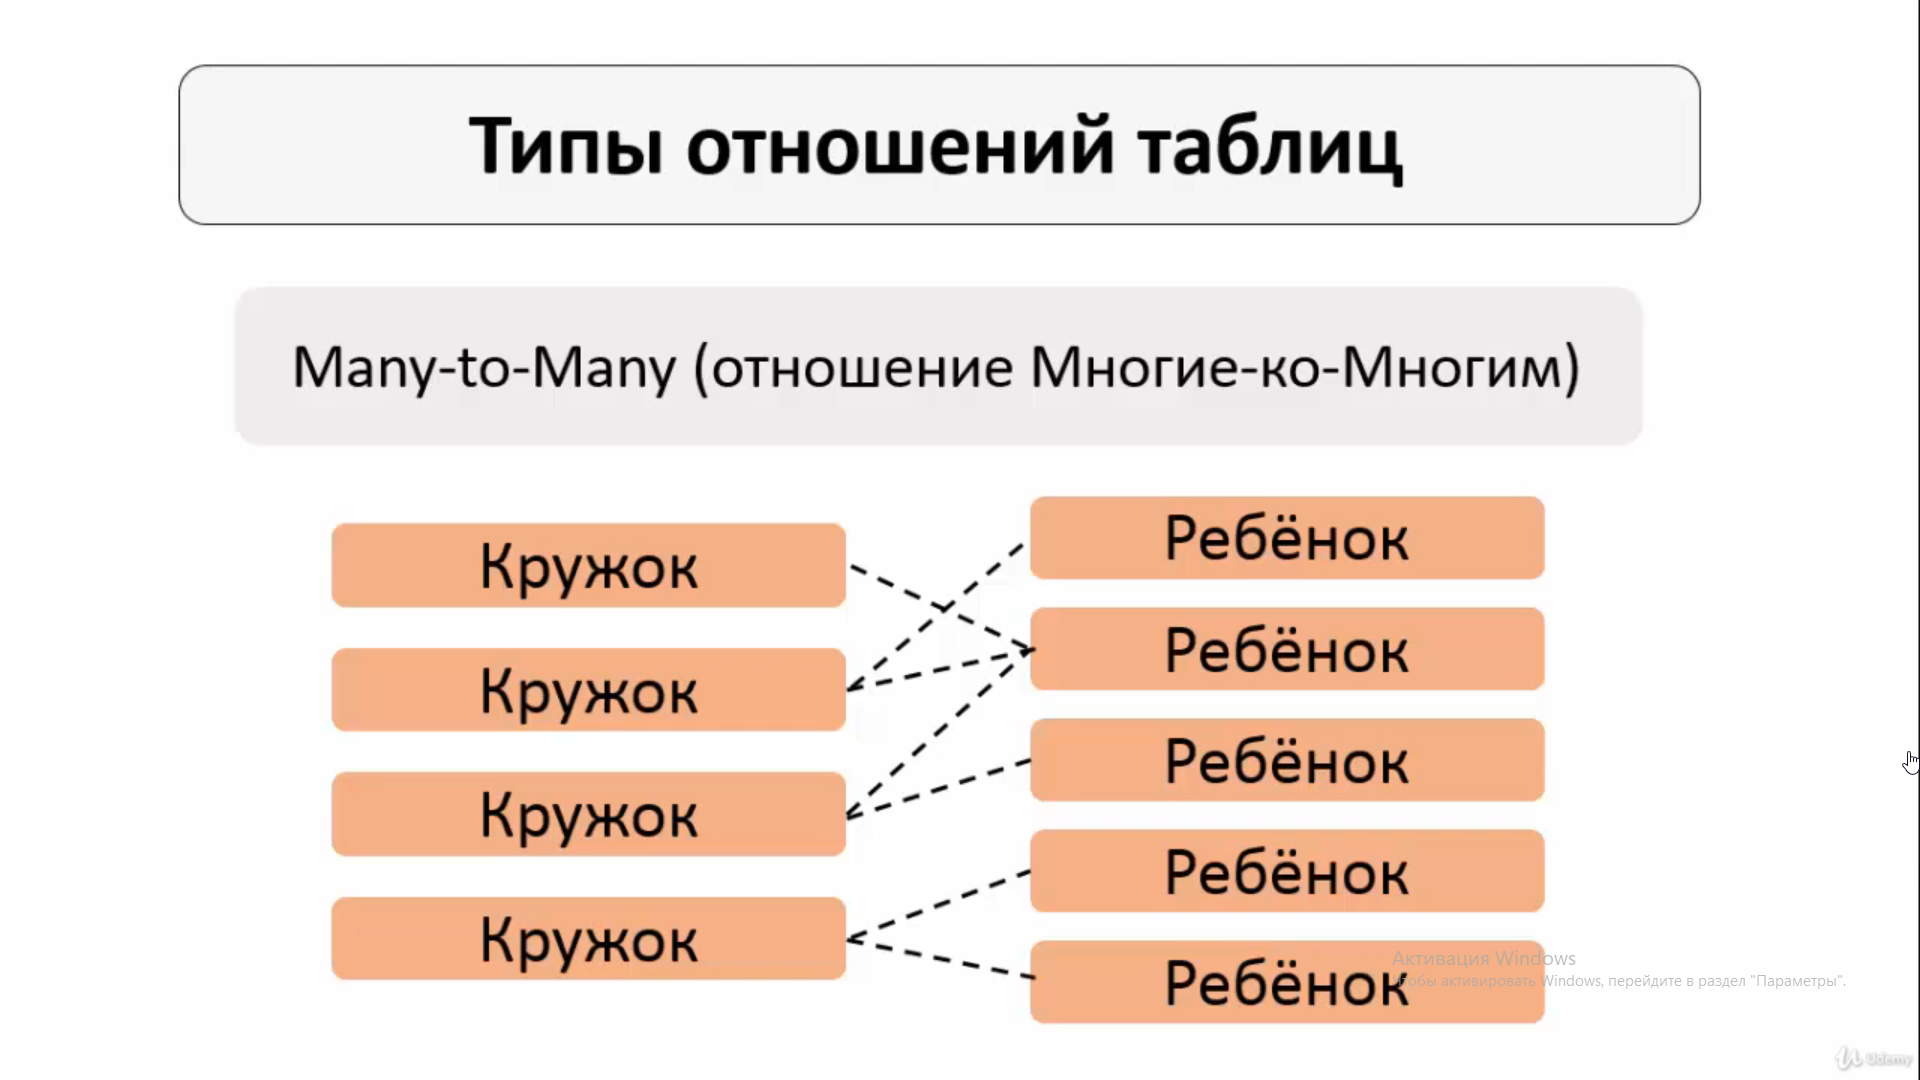 Типы отношений таблиц
Many-to-Many (отношение Многие-ко-Многим)
Кружок
Кружок
Кружок
Кружок
Ребёнок
Ребёнок
Ребёнок
Ребёнок
Ребёнок
Активация Windows
Чтобы активировать Windows, перейдите в раздел "Параметры".
Udemy